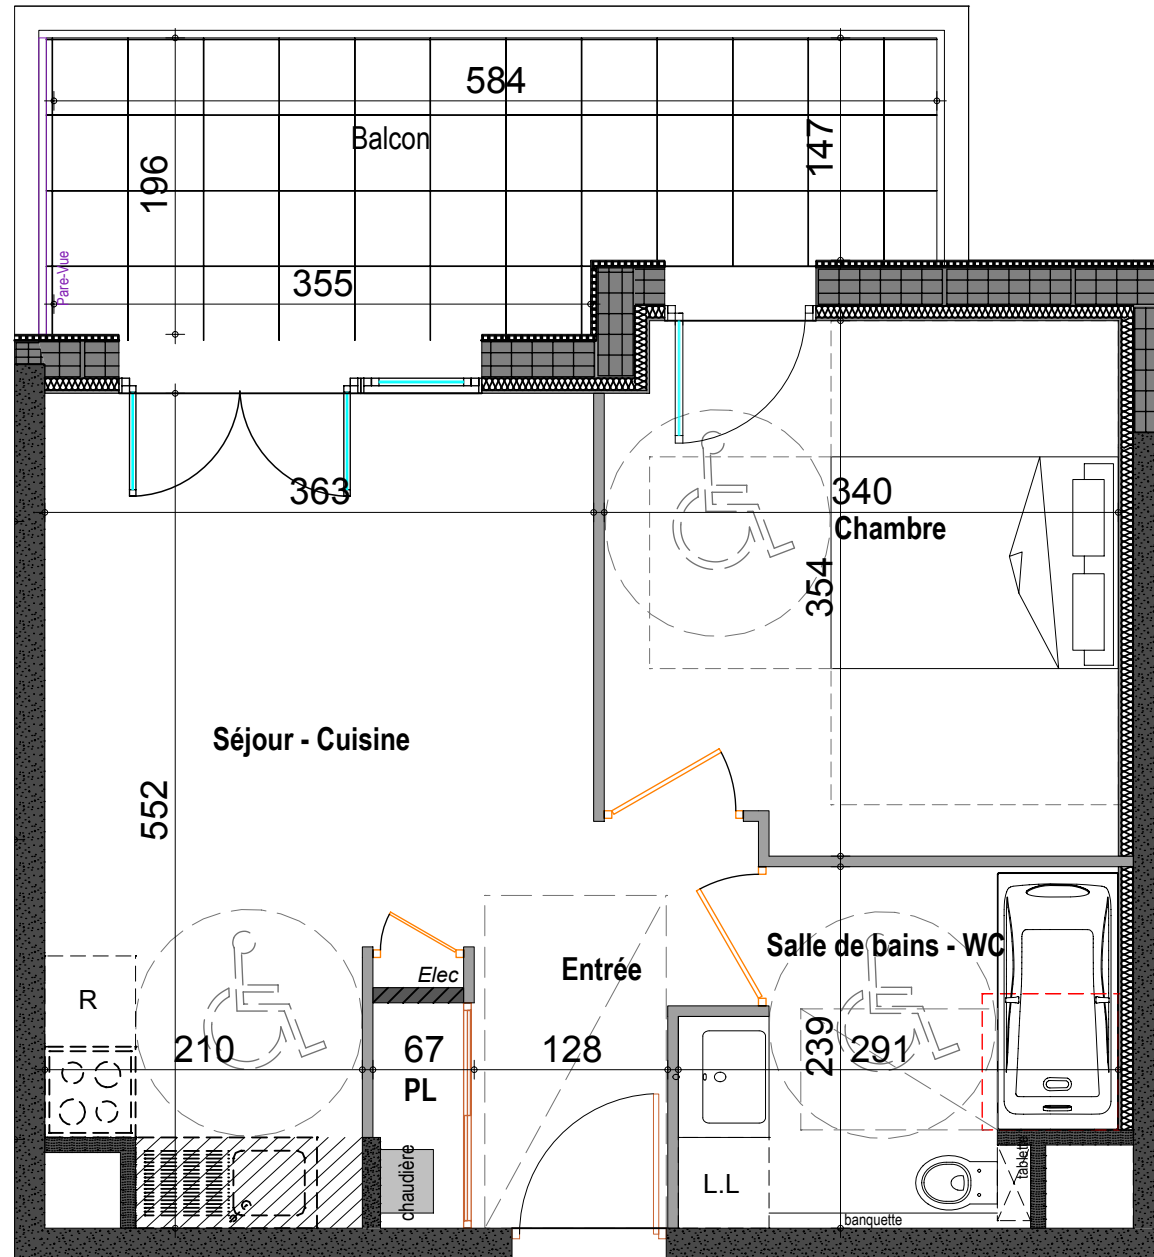 584
Balcon
147
196
Pare-Vue
355
363
340
Chambre
354
Séjour - Cuisine
552
Salle de bains - WC
Elec
Entrée
R
210
67
128
239
291
PL
chaudière
L.L
tablette
banquette